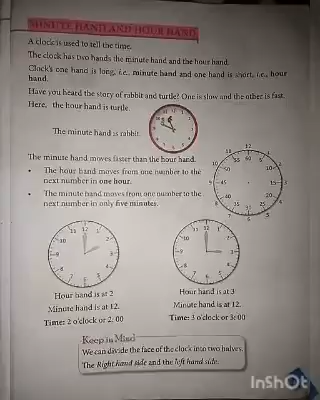 MINUTE HAND AND HOUR HAND
A clock is used to tell the time.
The clock has two hands the minute hand and the hour hand.
Clock's one hand is long, i.e., minute hand and one hand is short, i.e., hour
hand.
Have you heard the story of rabbit and turtle? One is slow and the other is fast.
Here, the hour hand is turtle.
The minute hand is rabbit.
The minute hand moves faster than the hour hand.
• The hour hand moves from one number to the
next number in one hour.
• The minute hand moves from one number to the
next number in only five minutes.
Hour hand is at 2
Minute hand is at 12.
Time: 2 o'clock or 2: 00
Hour hand is at 3
Minute hand is at 12.
Time: 3 o'clock or 3: 00
Keep in Mind
We can divide the face of the clock into two halves.
The Right hand side and the left hand side.
InShOt